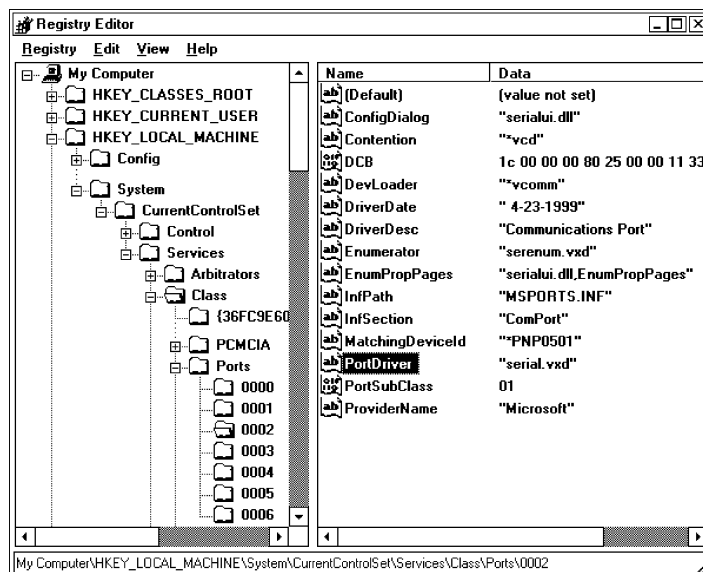 Registry Editor
Registry Edit View Help
My Computer
HKEY_CLASSES_ROOT
HKEY_CURRENT_USER
HKEY_LOCAL_MACHINE
Config
System
CurrentControlSet
Control
Services
Arbitrators
Class
{36FC9E60
PCMCIA
Ports
0000
0001
0002
0003
0004
0005
0006
Name Data
(Default) (value not set)
ConfigDialog "serialui.dll"
Contention "*vcd"
DCB 1c 00 00 00 80 25 00 00 11 33
DevLoader "*vcomm"
DriverDate " 4-23-1999"
DriverDesc "Communications Port"
Enumerator "serenum.vxd"
EnumPropPages "serialui.dll,EnumPropPages"
InfPath "MSPORTS.INF"
InfSection "ComPort"
MatchingDeviceId "*PNP0501"
PortDriver "serial.vxd"
PortSubClass 01
ProviderName "Microsoft"
My Computer\HKEY_LOCAL_MACHINE\System\CurrentControlSet\Services\Class\Ports\0002